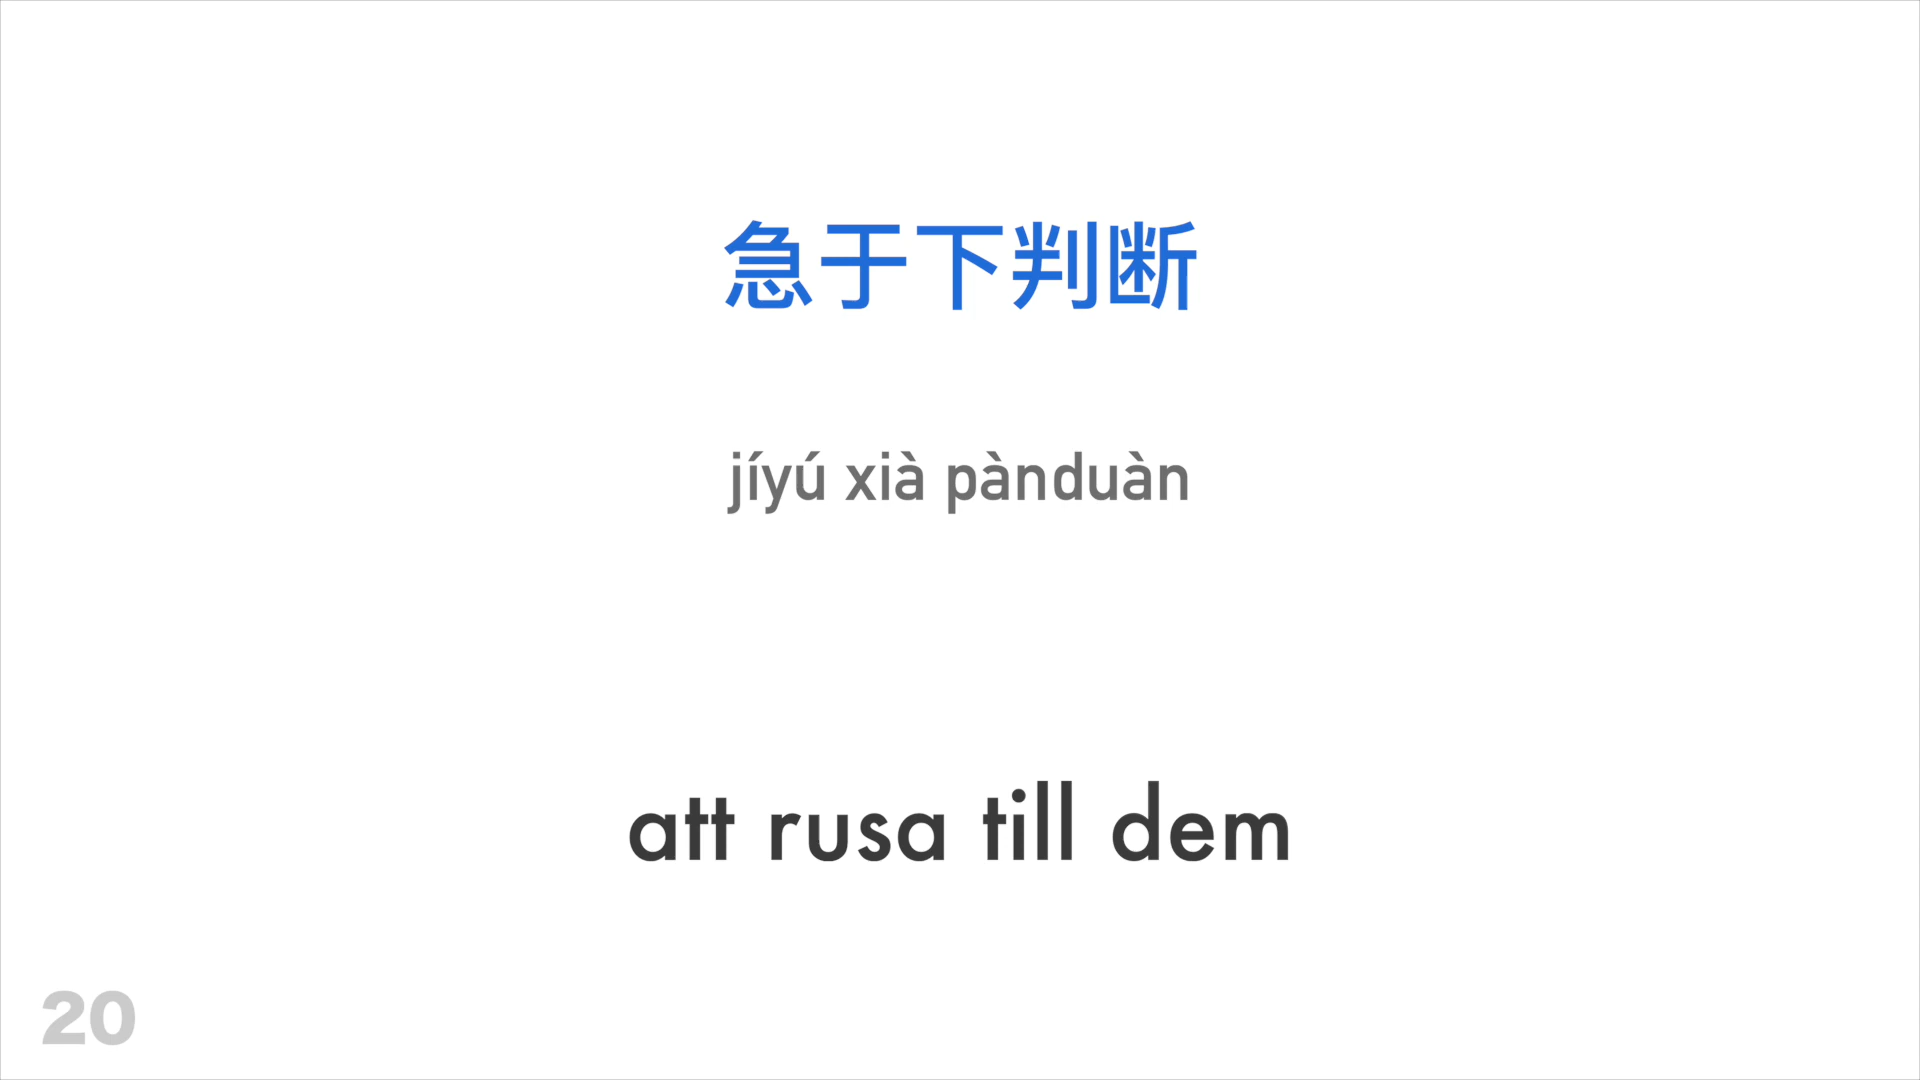 急于下判断
jíyú xià pànduàn
att rusa till dem
20